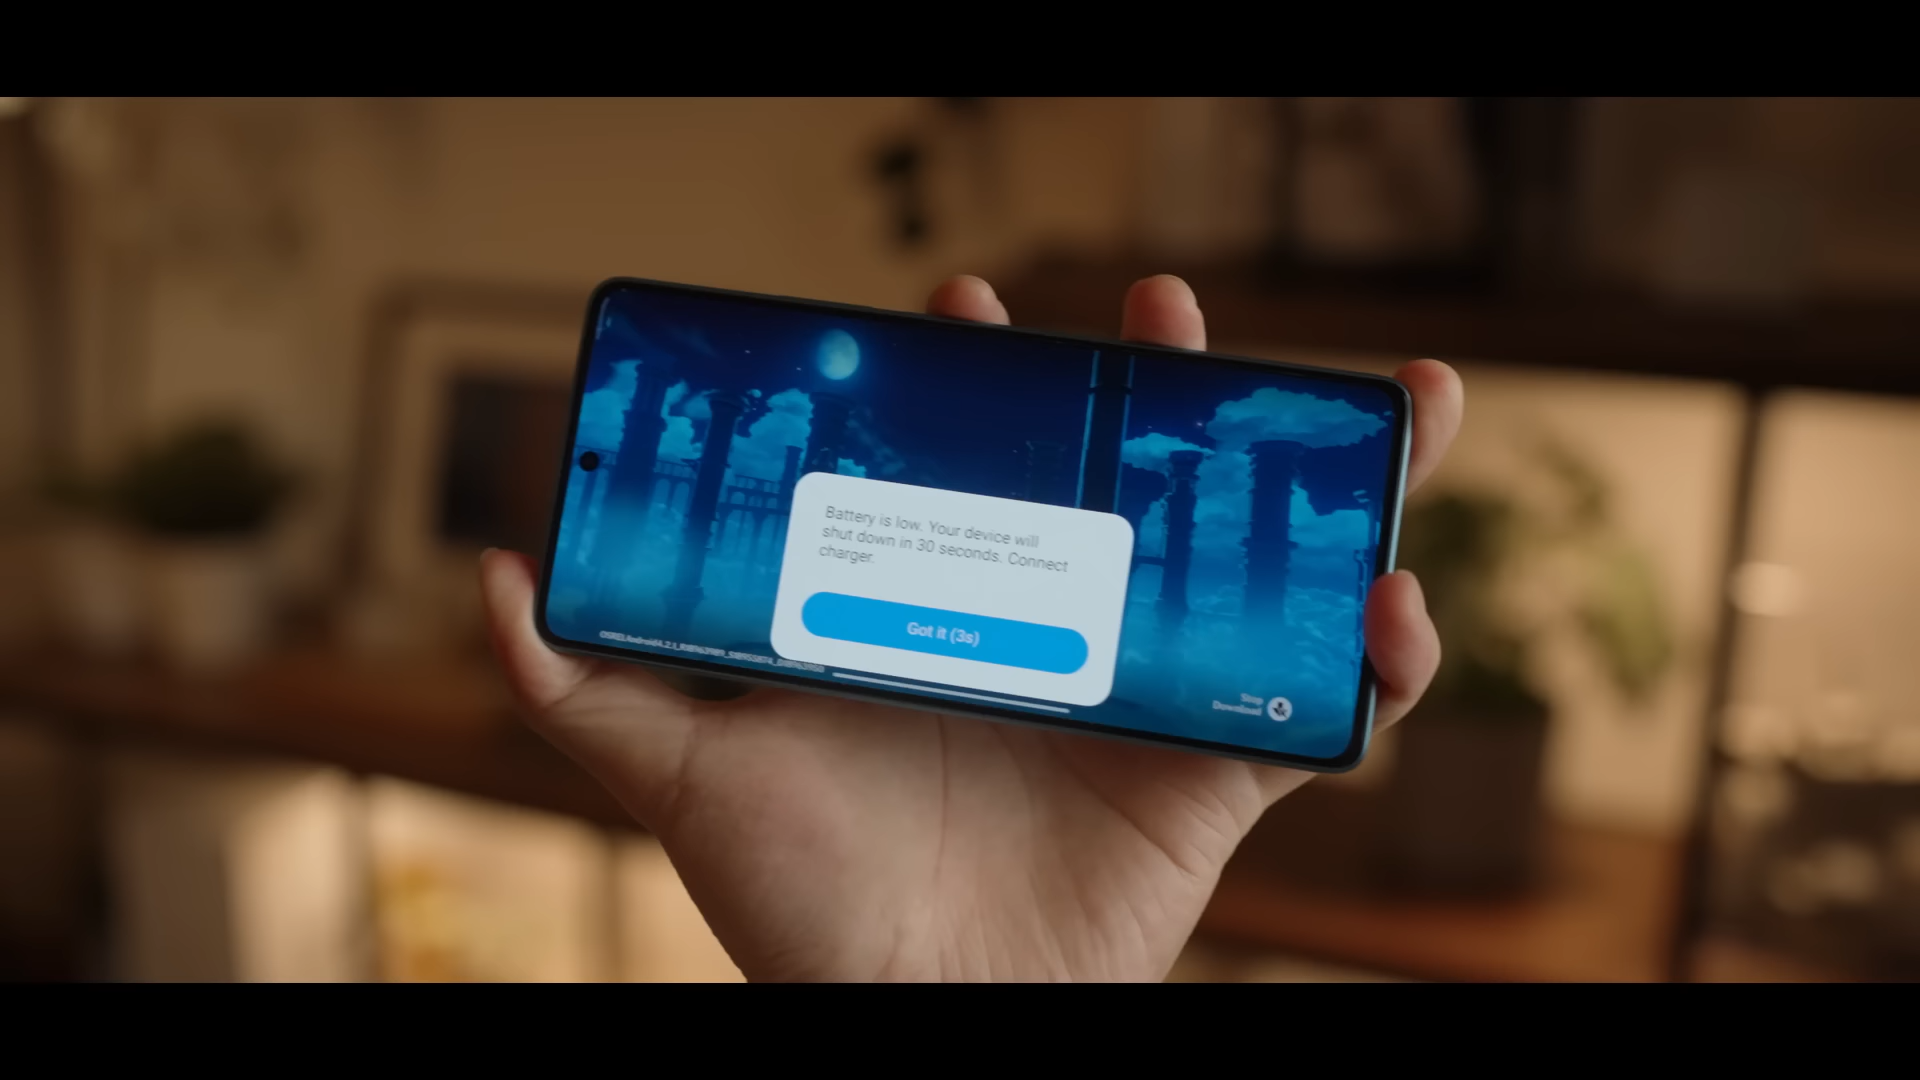 Battery is low. Your device will
shut down in 30 seconds. Connect
charger.
Got it (3s)
Stop
Download